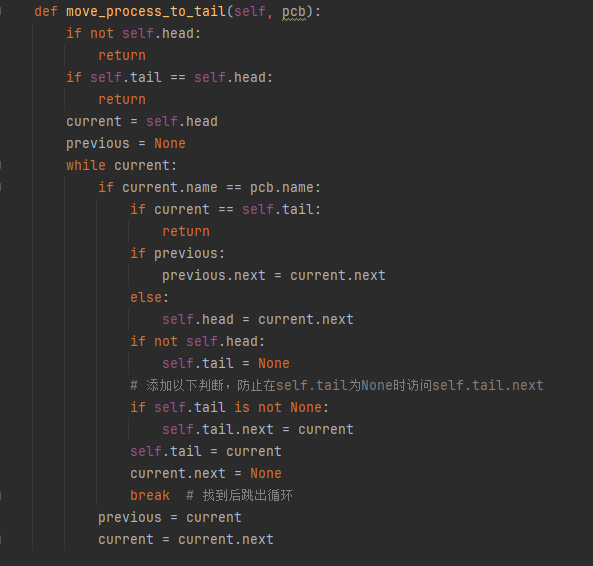 def move_process_to_tail(self, pcb):
    if not self.head:
        return
    if self.tail == self.head:
        return
    current = self.head
    previous = None
    while current:
        if current.name == pcb.name:
            if current == self.tail:
                return
            if previous:
                previous.next = current.next
            else:
                self.head = current.next
            if not self.head:
                self.tail = None
            # 添加以下判断，防止在self.tail为None时访问self.tail.next
            if self.tail is not None:
                self.tail.next = current
            self.tail = current
            current.next = None
            break  # 找到后跳出循环
        previous = current
        current = current.next